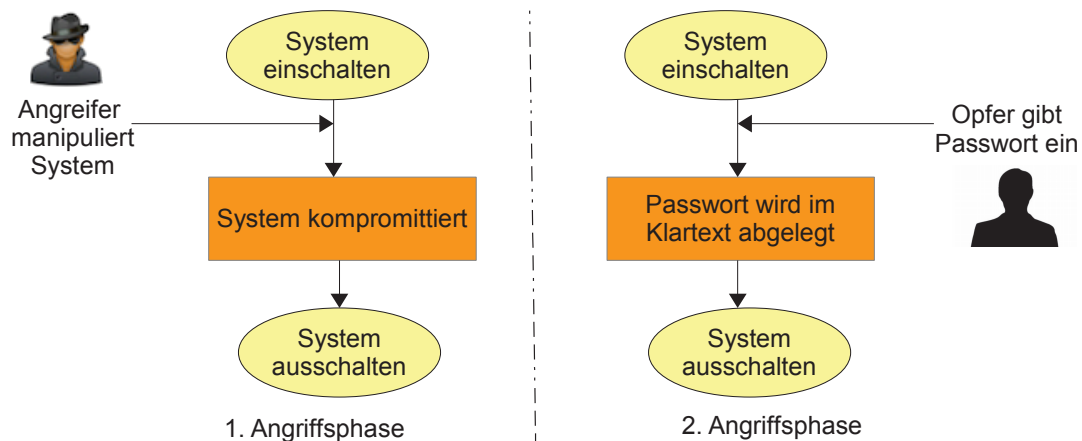 System
einschalten
Angreifer
manipuliert
System
System kompromittiert
System
ausschalten
1. Angriffsphase
System
einschalten
Opfer gibt
Passwort ein
Passwort wird im
Klartext abgelegt
System
ausschalten
2. Angriffsphase